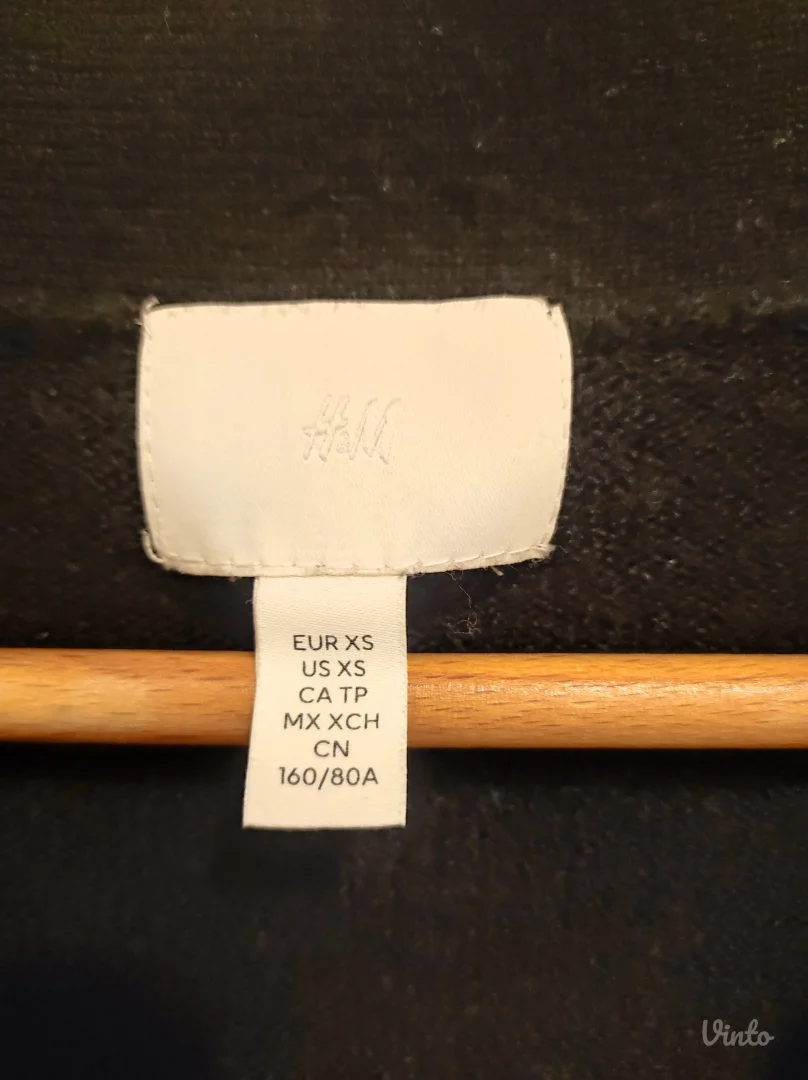 H&M
EUR XS
US XS
CA TP
MX XCH
CN
160/80A
Vinto